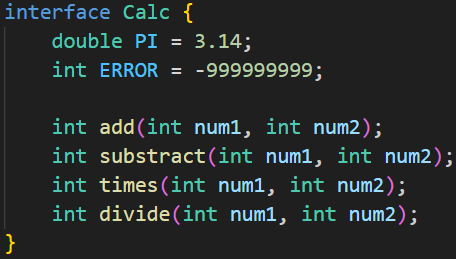 interface Calc {
    double PI = 3.14;
    int ERROR = -999999999;

    int add(int num1, int num2);
    int substract(int num1, int num2);
    int times(int num1, int num2);
    int divide(int num1, int num2);
}